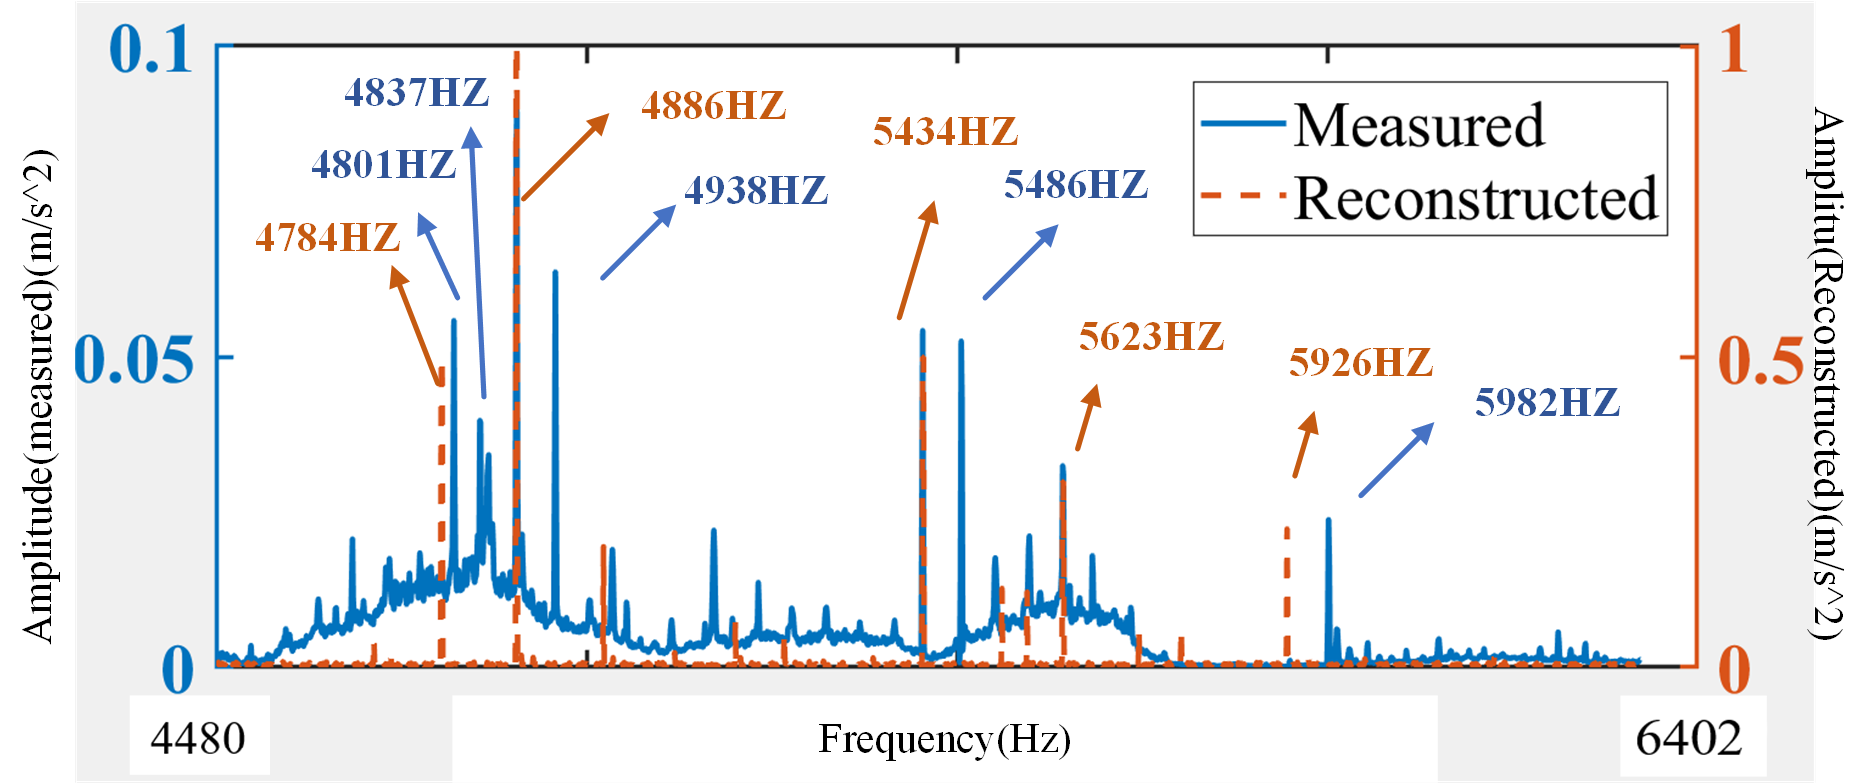 0.1
1
4837HZ
4886HZ
5434HZ
Measured
4801HZ
4938HZ
5486HZ
Reconstructed
4784HZ
5623HZ
0.05
5926HZ
0.5
5982HZ
0
0
Amplitude(measured)(m/s^2)
Amplitu(Reconstructed)(m/s^2)
4480
Frequency(Hz)
6402